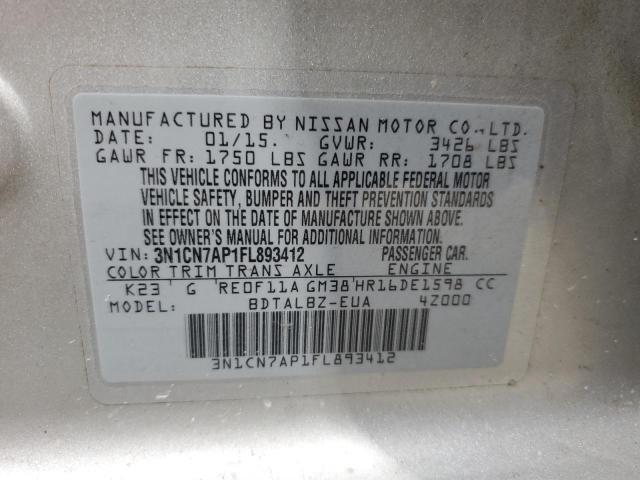 MANUFACTURED BY NISSAN MOTOR CO., LTD.
DATE: 01/15. GVWR: 3426 LBS
GAWR FR: 1750 LBS GAWR RR: 1708 LBS
THIS VEHICLE CONFORMS TO ALL APPLICABLE FEDERAL MOTOR
VEHICLE SAFETY, BUMPER AND THEFT PREVENTION STANDARDS
IN EFFECT ON THE DATE OF MANUFACTURE SHOWN ABOVE.
SEE OWNER'S MANUAL FOR ADDITIONAL INFORMATION.
VIN: 3N1CN7AP1FL893412 PASSENGER CAR.
COLOR TRIM TRANS AXLE ENGINE
K23 G RE0F11A GM38 HR16DE1598 CC
MODEL: BDTALBZ-EUA 4Z000
3N1CN7AP1FL893412